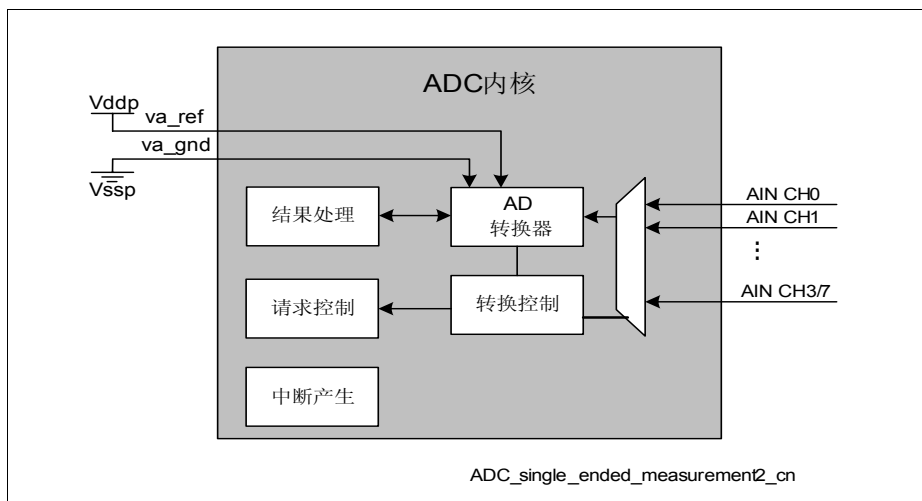 ADC内核
Vddp
va_ref
va_gnd
Vssp
结果处理
AD
转换器
AIN CH0
AIN CH1
请求控制
转换控制
AIN CH3/7
中断产生
ADC_single_ended_measurement2_cn